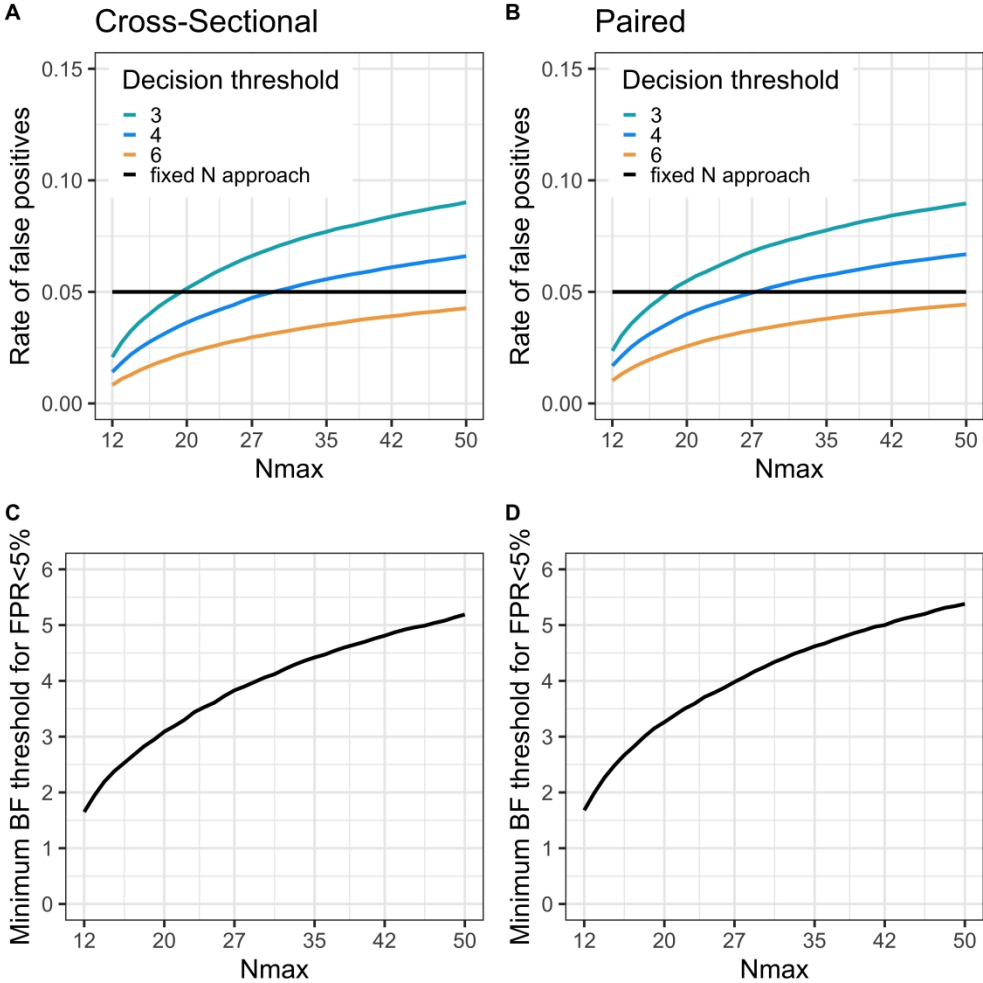 A
Cross-Sectional
Rate of false positives
0.15
0.10
0.05
0.00
Decision threshold
3
4
6
fixed N approach
12 20 27 35 42 50
Nmax
B
Paired
Rate of false positives
0.15
0.10
0.05
0.00
Decision threshold
3
4
6
fixed N approach
12 20 27 35 42 50
Nmax
C
Minimum BF threshold for FPR<5%
6
5
4
3
2
1
0
12 20 27 35 42 50
Nmax
D
Minimum BF threshold for FPR<5%
6
5
4
3
2
1
0
12 20 27 35 42 50
Nmax